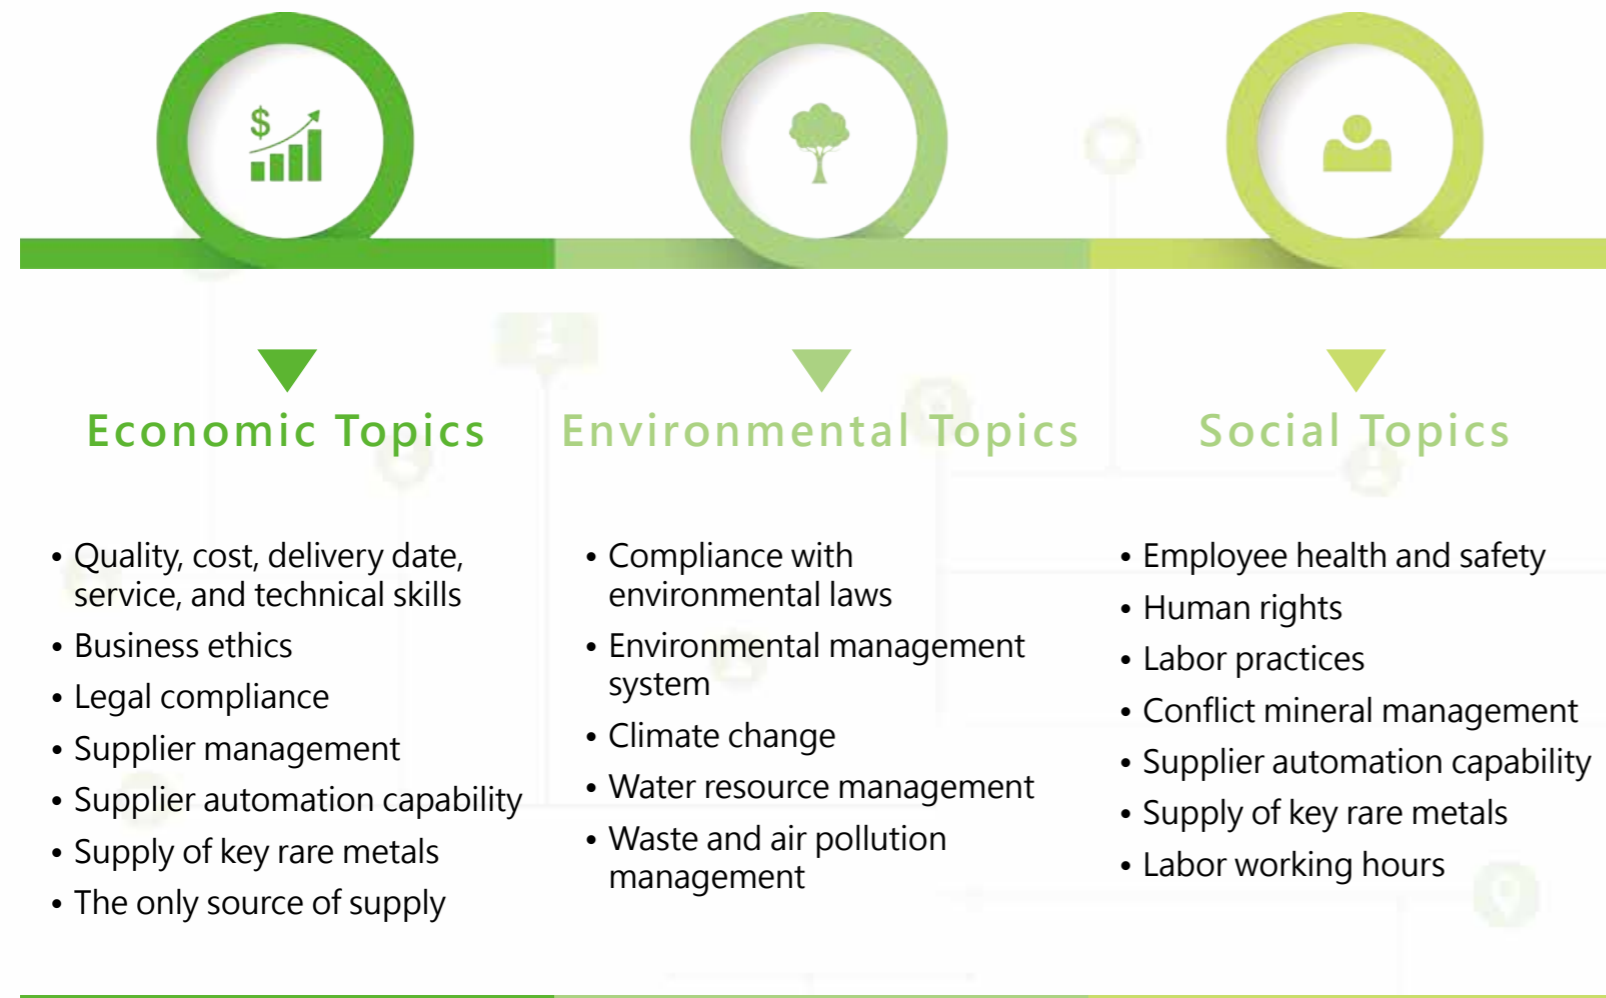 $
Economic Topics
• Quality, cost, delivery date,
service, and technical skills
• Business ethics
• Legal compliance
• Supplier management
• Supplier automation capability
• Supply of key rare metals
• The only source of supply
Environmental Topics
• Compliance with
environmental laws
• Environmental management
system
• Climate change
• Water resource management
• Waste and air pollution
management
Social Topics
• Employee health and safety
• Human rights
• Labor practices
• Conflict mineral management
• Supplier automation capability
• Supply of key rare metals
• Labor working hours